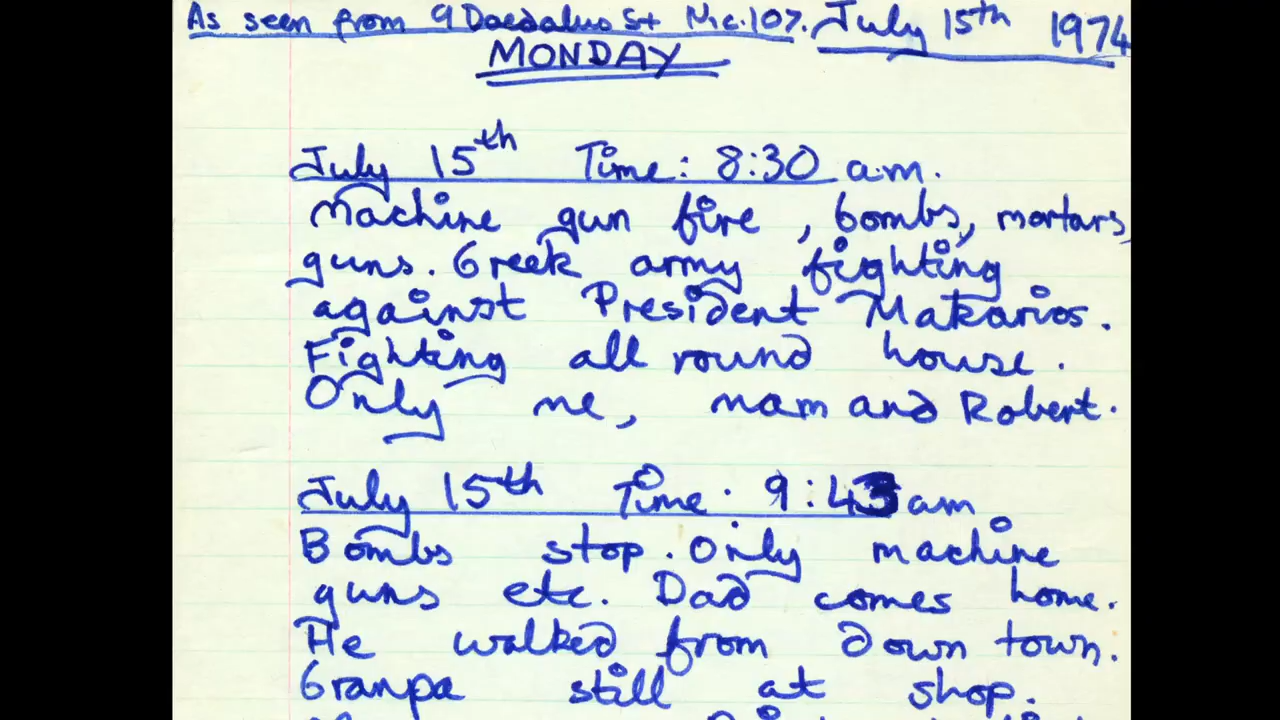 As seen from 9 Daedalus St Nic.107. July 15th 1974
MONDAY
July 15th Time: 8:30 a.m.
Machine gun fire, bombs, mortars,
guns. Greek army fighting
against President Makarios.
Fighting all round house.
Only me, mam and Robert.
July 15th Time: 9:43 am
Bombs stop. Only machine
guns etc. Dad comes home.
He walked from down town.
Granpa still at shop.